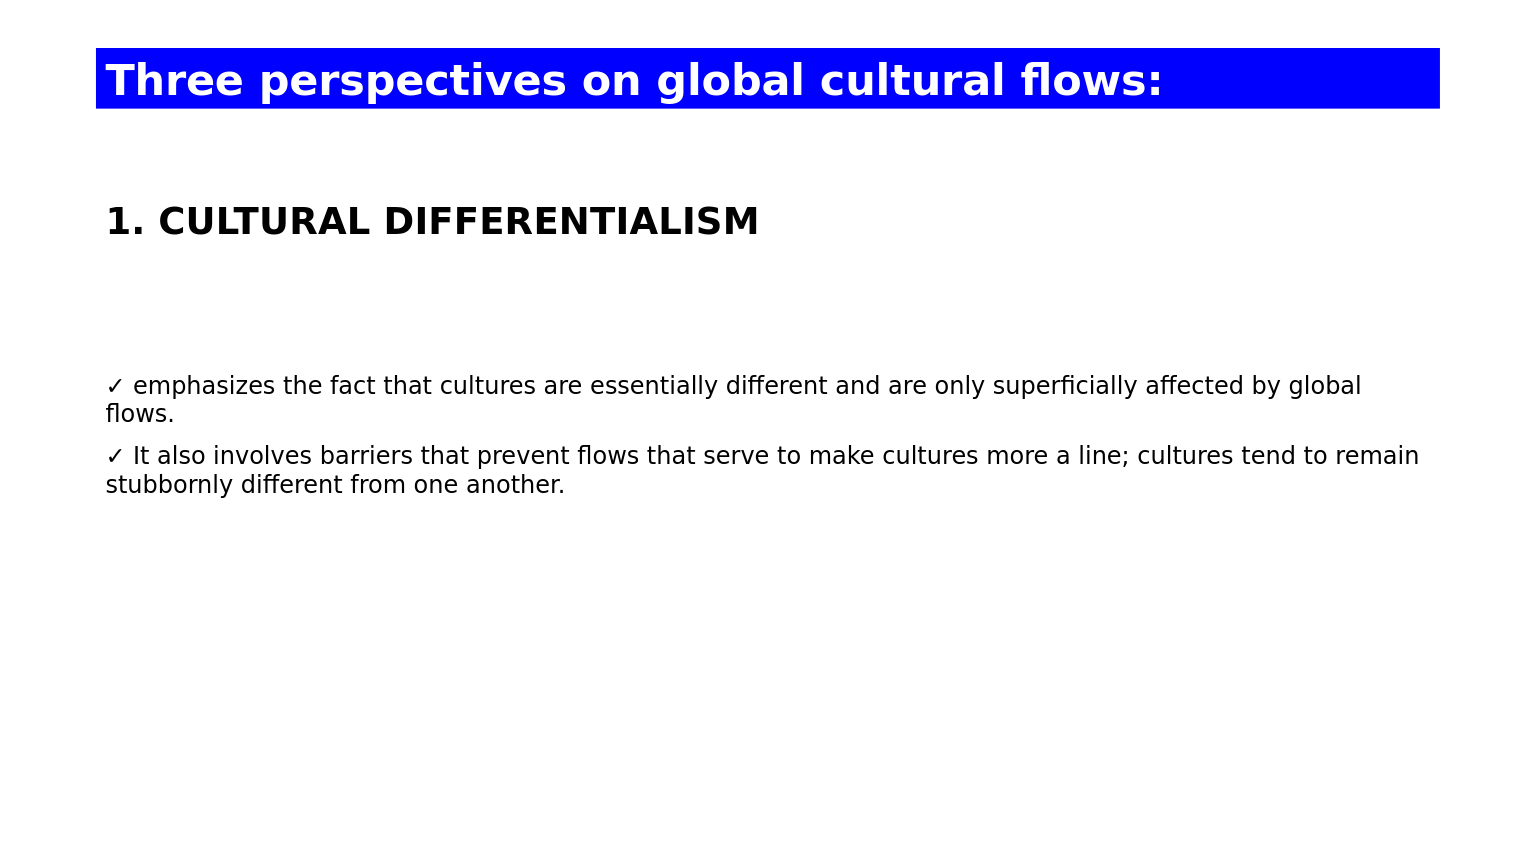 Three perspectives on global cultural flows:
1. CULTURAL DIFFERENTIALISM
✓ emphasizes the fact that cultures are essentially different and are only superficially affected by global
flows.
✓ It also involves barriers that prevent flows that serve to make cultures more a line; cultures tend to remain
stubbornly different from one another.